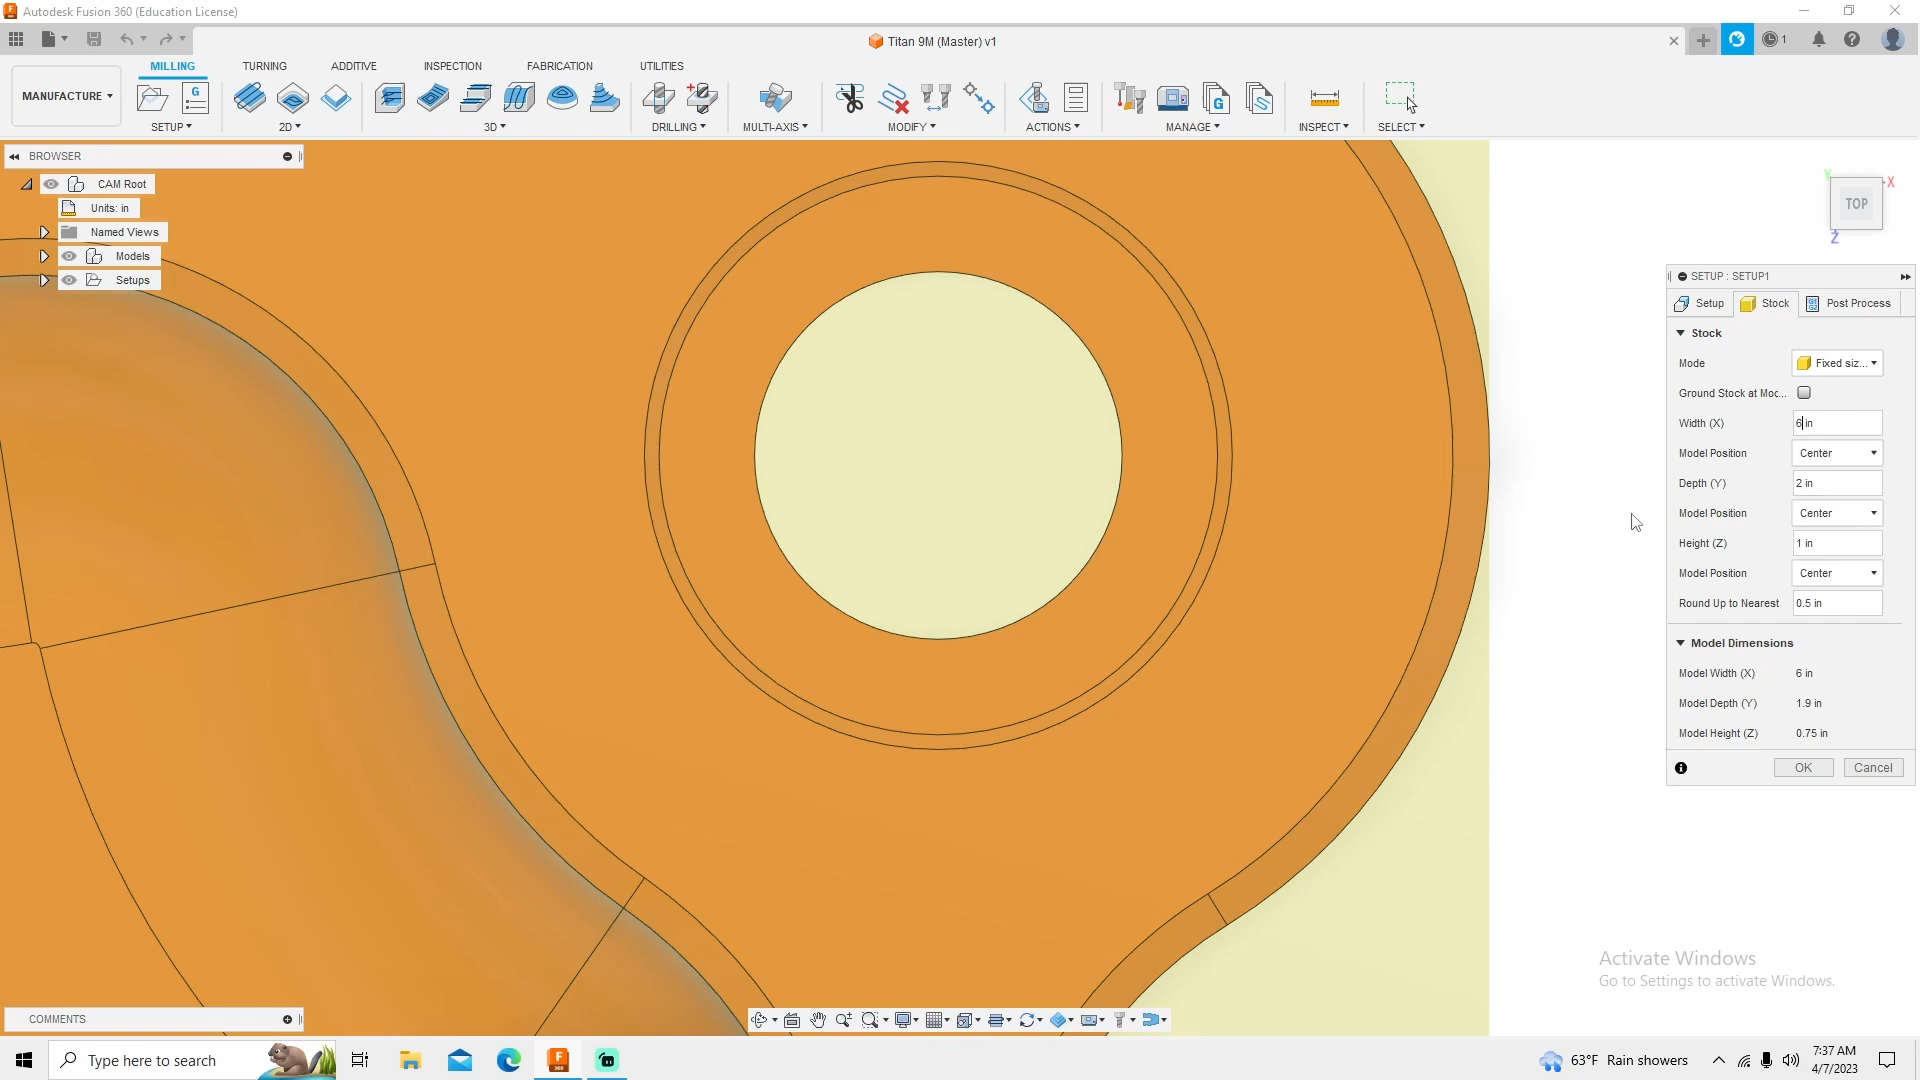 Autodesk Fusion 360 (Education License)
Titan 9M (Master) v1
1
MILLING
TURNING
ADDITIVE
INSPECTION
FABRICATION
UTILITIES
MANUFACTURE
SETUP
2D
3D
DRILLING
MULTI-AXIS
MODIFY
ACTIONS
MANAGE
INSPECT
SELECT
BROWSER
CAM Root
Units: in
Named Views
Models
Setups
Y
X
TOP
Z
SETUP : SETUP1
Setup
Stock
Post Process
Stock
Mode
Fixed siz...
Ground Stock at Moc...
Width (X)
6 in
Model Position
Center
Depth (Y)
2 in
Model Position
Center
Height (Z)
1 in
Model Position
Center
Round Up to Nearest
0.5 in
Model Dimensions
Model Width (X)
6 in
Model Depth (Y)
1.9 in
Model Height (Z)
0.75 in
OK
Cancel
Activate Windows
Go to Settings to activate Windows.
COMMENTS
Type here to search
63°F Rain showers
7:37 AM
4/7/2023